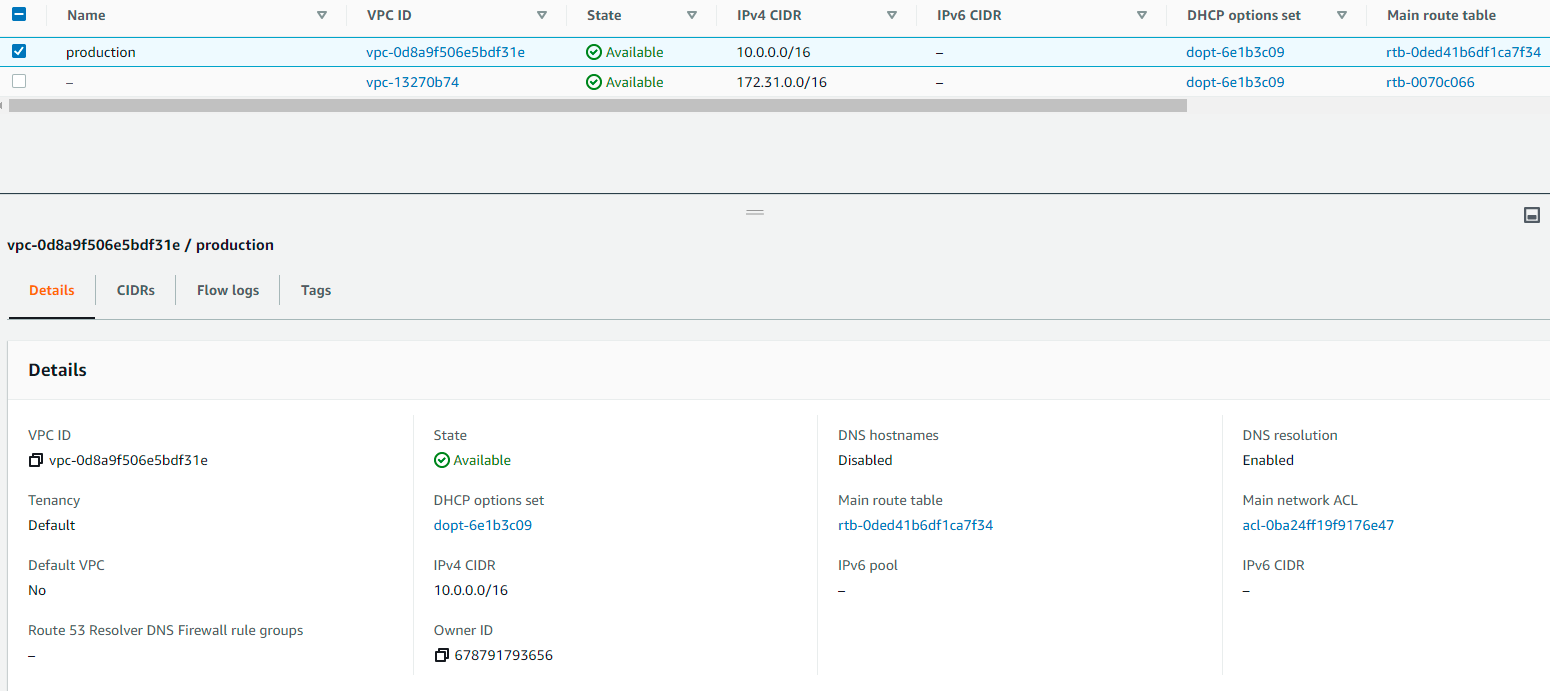 Name VPC ID State IPv4 CIDR IPv6 CIDR DHCP options set Main route table
production vpc-0d8a9f506e5bdf31e Available 10.0.0.0/16 – dopt-6e1b3c09 rtb-0ded41b6df1ca7f34
– vpc-13270b74 Available 172.31.0.0/16 – dopt-6e1b3c09 rtb-0070c066
vpc-0d8a9f506e5bdf31e / production
Details CIDRs Flow logs Tags
Details
VPC ID State DNS hostnames DNS resolution
vpc-0d8a9f506e5bdf31e Available Disabled Enabled
Tenancy DHCP options set Main route table Main network ACL
Default dopt-6e1b3c09 rtb-0ded41b6df1ca7f34 acl-0ba24ff19f9176e47
Default VPC IPv4 CIDR IPv6 pool IPv6 CIDR
No 10.0.0.0/16 – –
Route 53 Resolver DNS Firewall rule groups Owner ID
– 678791793656